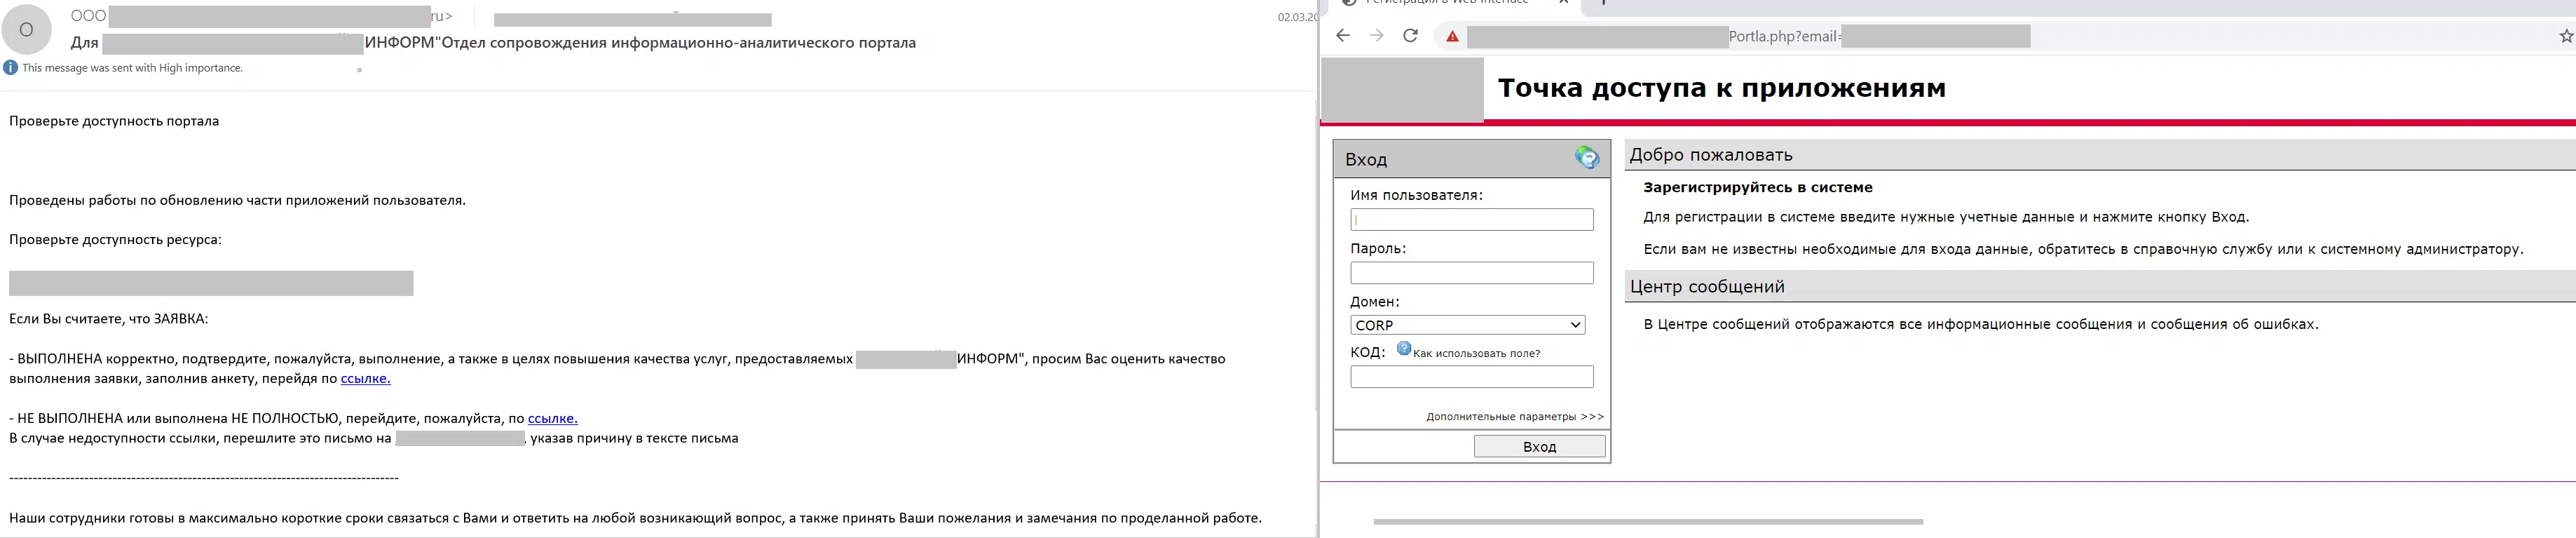 О
ООО
ru>
02.03.20
Для
ИНФОРМ"Отдел сопровождения информационно-аналитического портала
This message was sent with High importance.
Проверьте доступность портала
Проведены работы по обновлению части приложений пользователя.
Проверьте доступность ресурса:
Если Вы считаете, что ЗАЯВКА:
- ВЫПОЛНЕНА корректно, подтвердите, пожалуйста, выполнение, а также в целях повышения качества услуг, предоставляемых ИНФОРМ", просим Вас оценить качество
выполнения заявки, заполнив анкету, перейдя по ссылке.
- НЕ ВЫПОЛНЕНА или выполнена НЕ ПОЛНОСТЬЮ, перейдите, пожалуйста, по ссылке.
В случае недоступности ссылки, перешлите это письмо на , указав причину в тексте письма
-----------------------------------------------------------------------------------
Наши сотрудники готовы в максимально короткие сроки связаться с Вами и ответить на любой возникающий вопрос, а также принять Ваши пожелания и замечания по проделанной работе.
Регистрация в Web Interface
Portla.php?email=
Точка доступа к приложениям
Вход
Имя пользователя:
Пароль:
Домен:
CORP
КОД: Как использовать поле?
Дополнительные параметры >>>
Вход
Добро пожаловать
Зарегистрируйтесь в системе
Для регистрации в системе введите нужные учетные данные и нажмите кнопку Вход.
Если вам не известны необходимые для входа данные, обратитесь в справочную службу или к системному администратору.
Центр сообщений
В Центре сообщений отображаются все информационные сообщения и сообщения об ошибках.